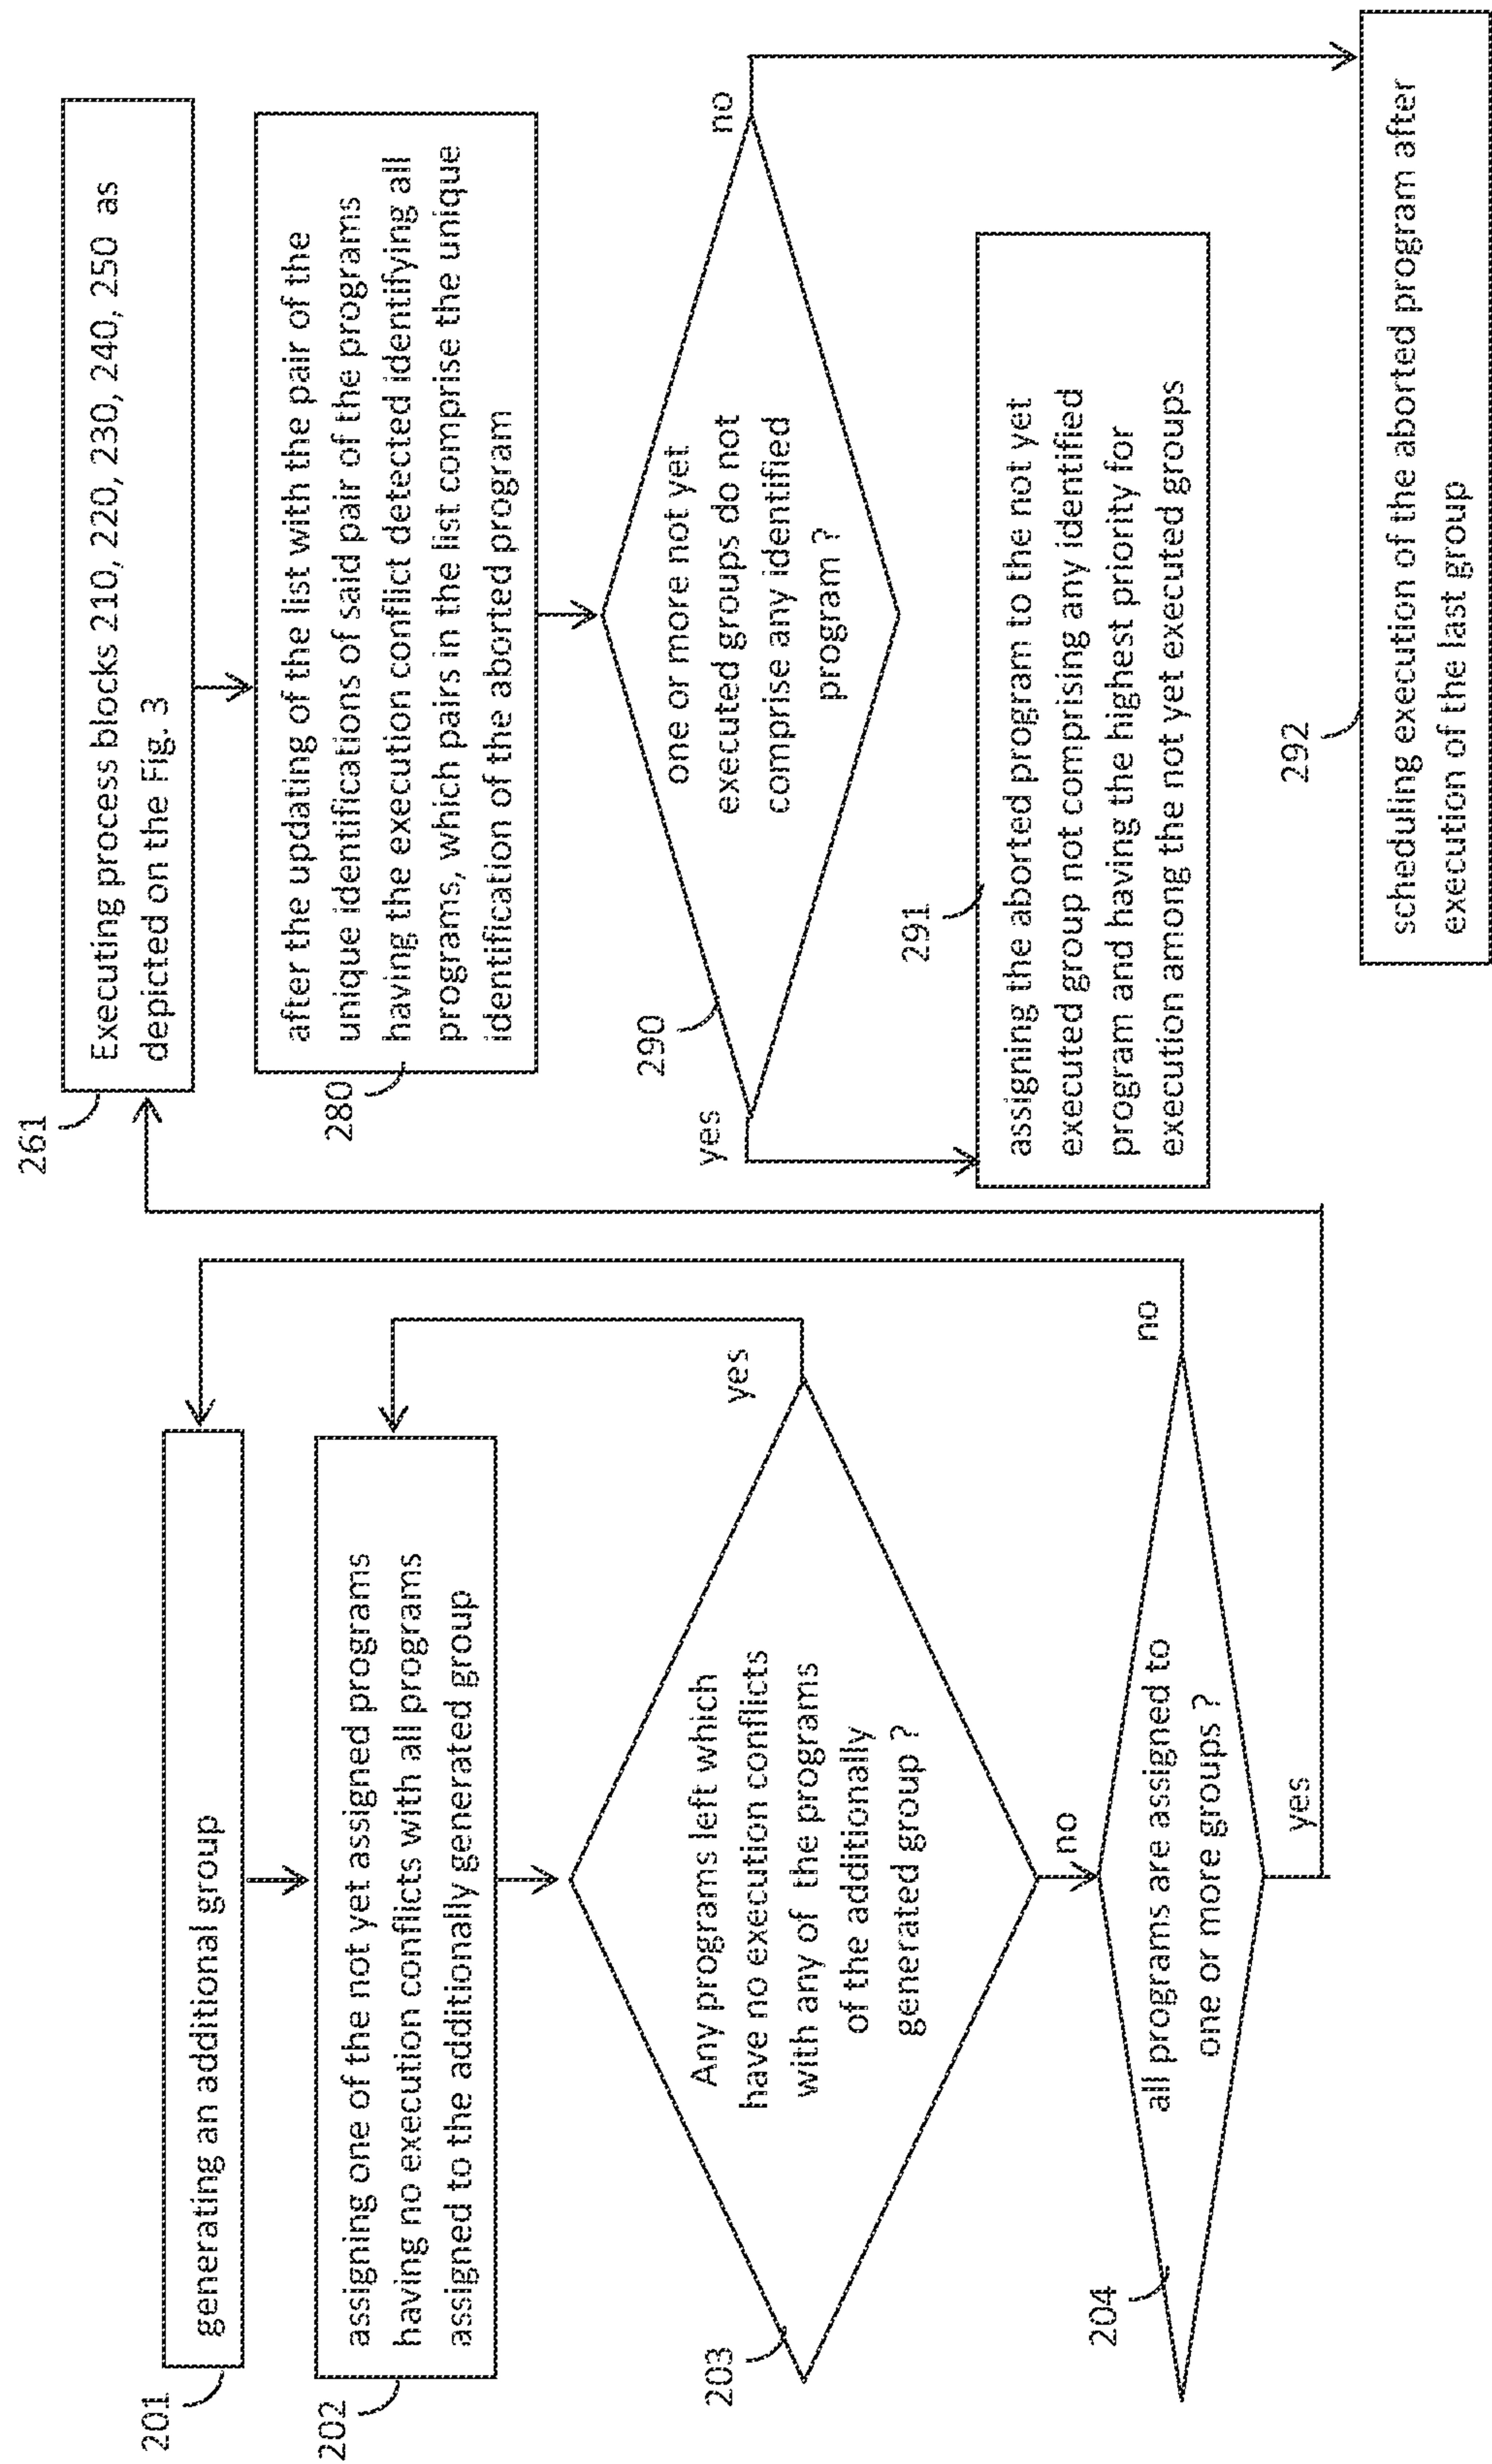 201
generating an additional group
202
assigning one of the not yet assigned programs
having no execution conflicts with all programs
assigned to the additionally generated group
203
Any programs left which
have no execution conflicts
with any of the programs
of the additionally
generated group ?
yes
no
204
all programs are assigned to
one or more groups ?
no
yes
261
Executing process blocks 210, 220, 230, 240, 250 as
depicted on the Fig. 3
280
after the updating of the list with the pair of the
unique identifications of said pair of the programs
having the execution conflict detected identifying all
programs, which pairs in the list comprise the unique
identification of the aborted program
290
one or more not yet
executed groups do not
comprise any identified
program ?
yes
no
291
assigning the aborted program to the not yet
executed group not comprising any identified
program and having the highest priority for
execution among the not yet executed groups
292
scheduling execution of the aborted program after
execution of the last group